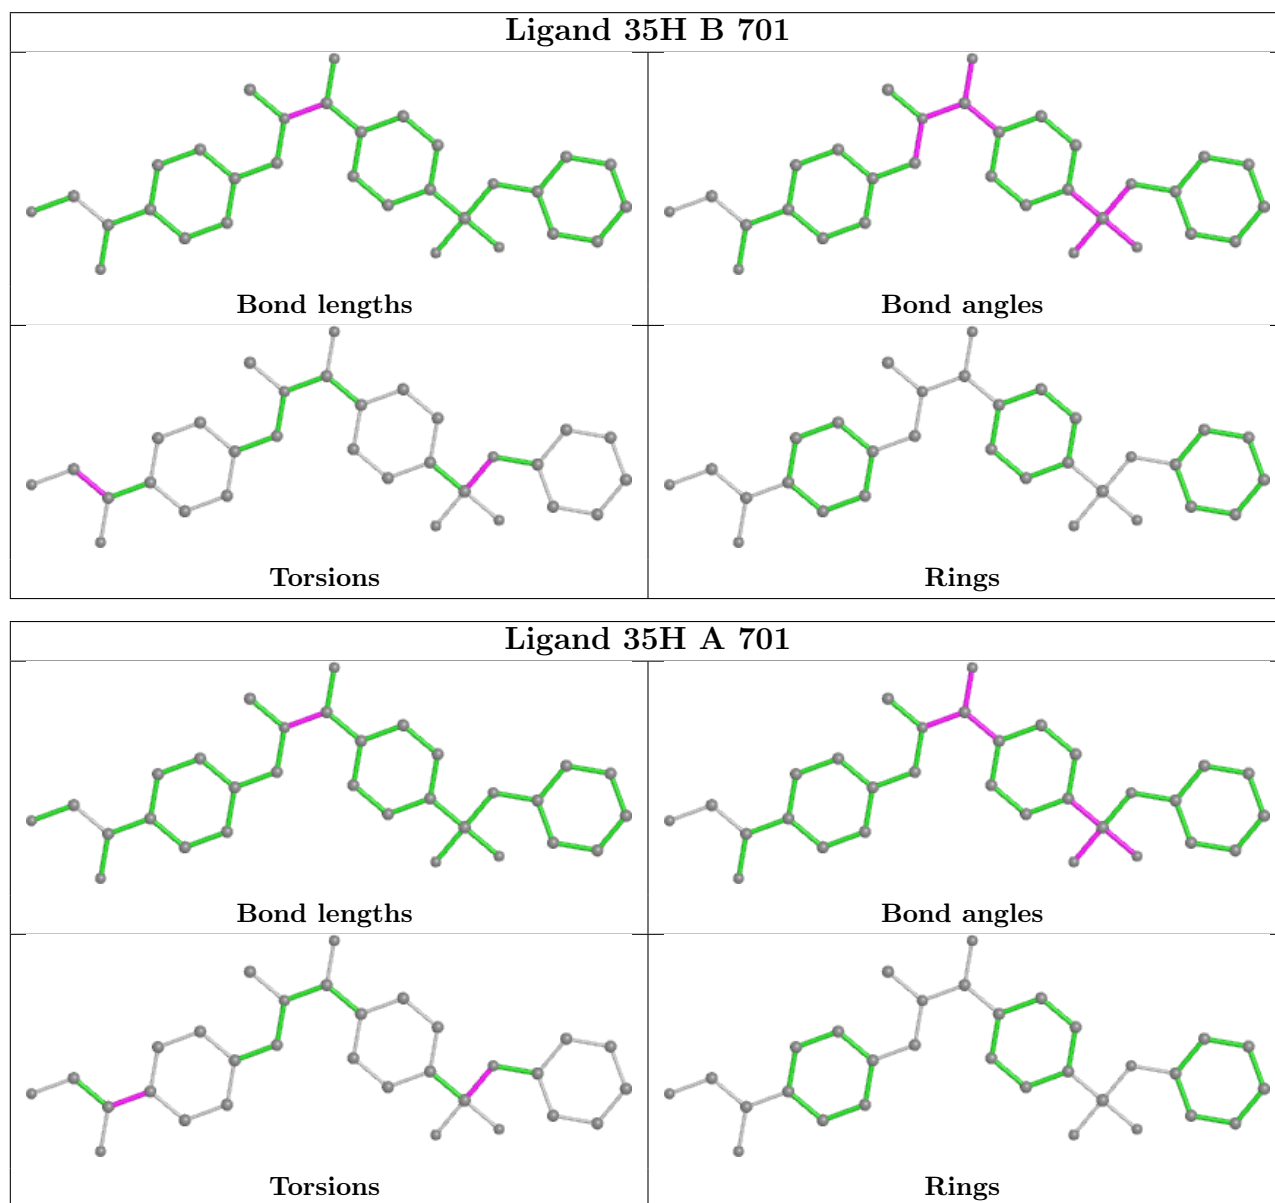 Ligand 35H B 701
Bond lengths
Bond angles
Torsions
Rings
Ligand 35H A 701
Bond lengths
Bond angles
Torsions
Rings